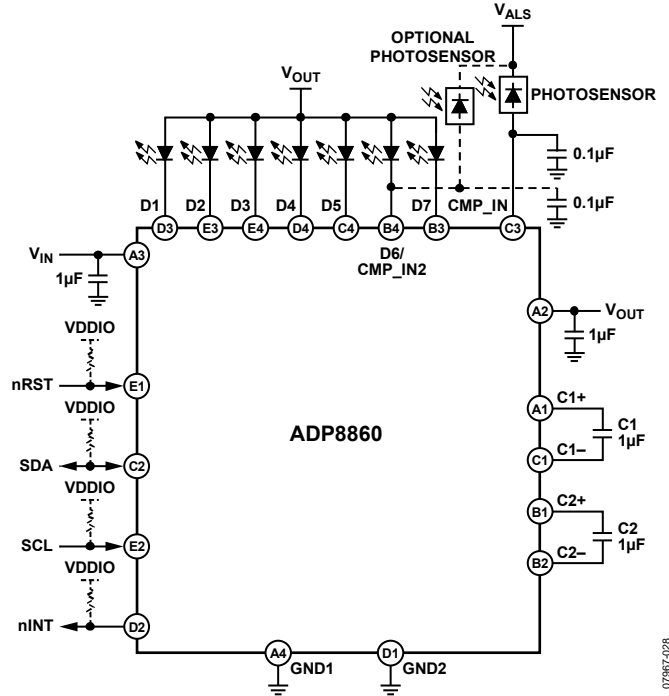 VALS
OPTIONAL
PHOTOSENSOR
VOUT
PHOTOSENSOR
0.1µF
0.1µF
D1 D2 D3 D4 D5 D7 CMP_IN
D3 E3 E4 D4 C4 B4 B3 C3
D6/
CMP_IN2
VIN
A3
1µF
A2
VOUT
1µF
VDDIO
nRST
E1
ADP8860
A1
C1+
C1
1µF
C1
C1–
VDDIO
SDA
C2
B1
C2+
C2
1µF
B2
C2–
VDDIO
SCL
E2
VDDIO
nINT
D2
A4
GND1
D1
GND2
07967-028